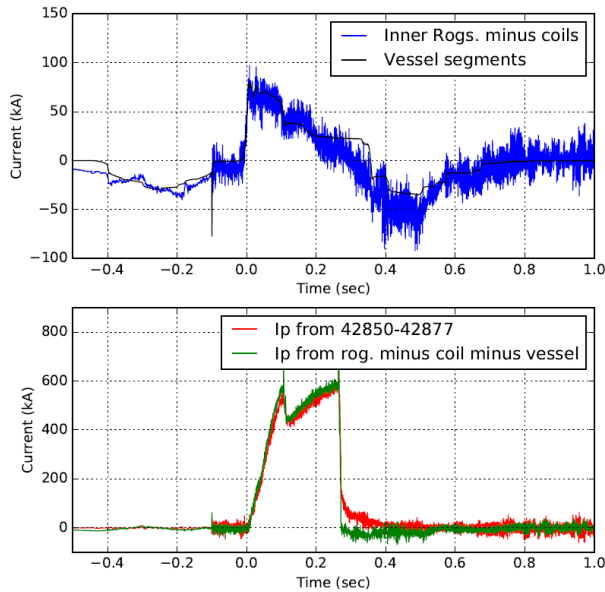 150
100
50
0
−50
−100
Current (kA)
Inner Rogs. minus coils
Vessel segments
−0.4 −0.2 0.0 0.2 0.4 0.6 0.8 1.0
Time (sec)
800
600
400
200
0
Current (kA)
Ip from 42850-42877
Ip from rog. minus coil minus vessel
−0.4 −0.2 0.0 0.2 0.4 0.6 0.8 1.0
Time (sec)